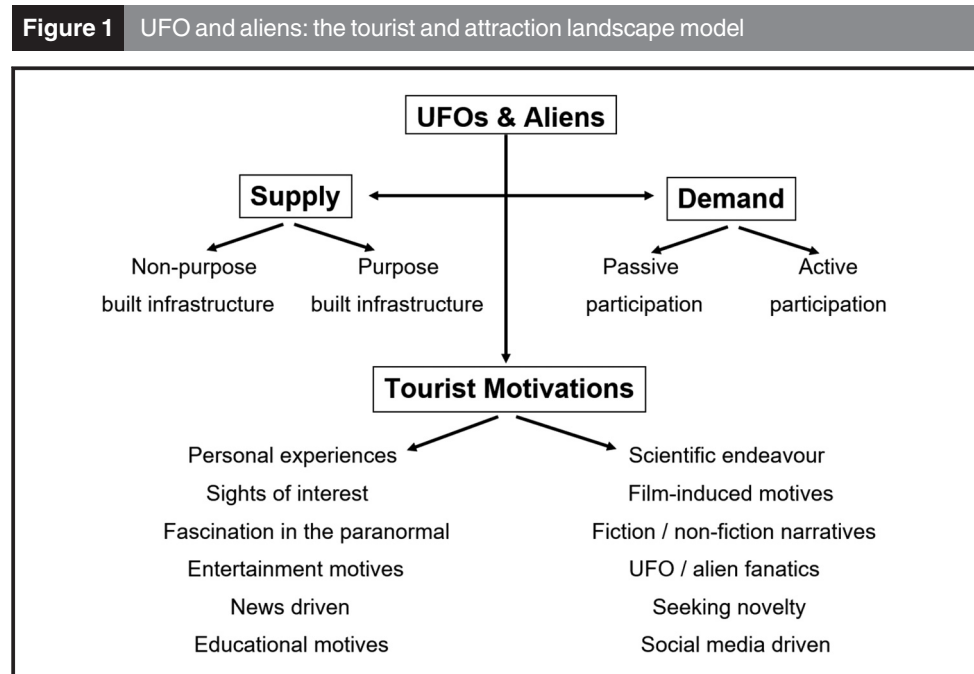 Figure 1 UFO and aliens: the tourist and attraction landscape model
UFOs & Aliens
Supply
Demand
Non-purpose
built infrastructure
Purpose
built infrastructure
Passive
participation
Active
participation
Tourist Motivations
Personal experiences
Sights of interest
Fascination in the paranormal
Entertainment motives
News driven
Educational motives
Scientific endeavour
Film-induced motives
Fiction / non-fiction narratives
UFO / alien fanatics
Seeking novelty
Social media driven